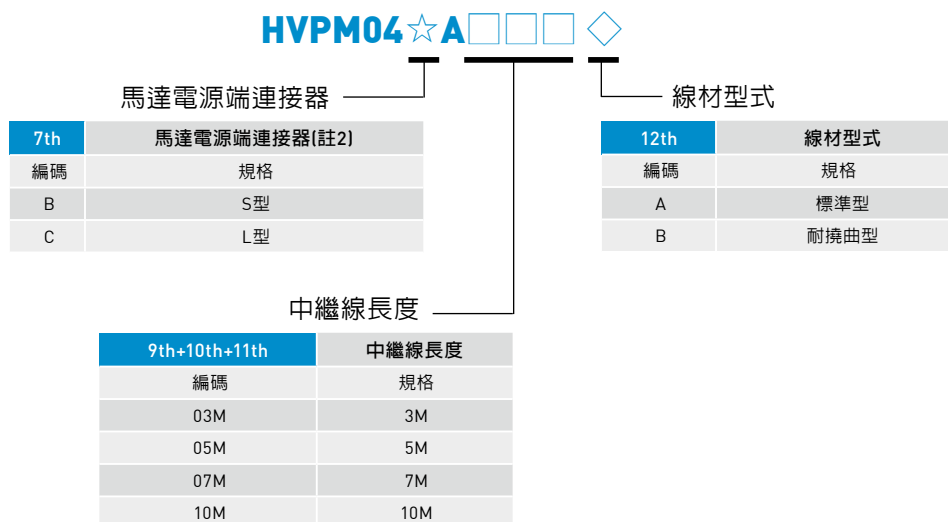 HVPM04☆A□□□◇
馬達電源端連接器
線材型式
7th 馬達電源端連接器(註2)
編碼 規格
B S型
C L型
12th 線材型式
編碼 規格
A 標準型
B 耐撓曲型
中繼線長度
9th+10th+11th 中繼線長度
編碼 規格
03M 3M
05M 5M
07M 7M
10M 10M